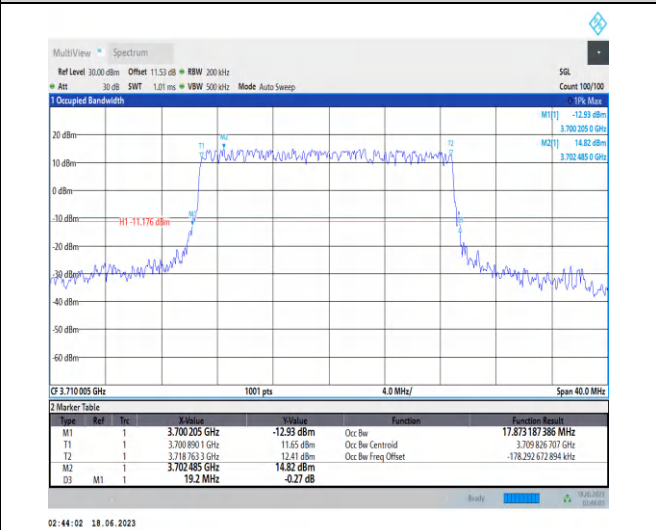 MultiView Spectrum
Ref Level 30.00 dBm Offset 11.53 dB RBW 200 kHz SGL
Att 30 dB SWT 1.01 ms VBW 500 kHz Mode Auto Sweep Count 100/100
1 Occupied Bandwidth 1Pk Max
M1[1] -12.93 dBm
3.700 205 0 GHz
M2[1] 14.82 dBm
3.702 485 0 GHz
20 dBm
M2
T1 T2
10 dBm
0 dBm
-10 dBm
H1 -11.176 dBm
-20 dBm
-30 dBm
-40 dBm
-50 dBm
-60 dBm
CF 3.710 005 GHz 1001 pts 4.0 MHz/ Span 40.0 MHz
2 Marker Table
Type Ref Trc X-Value Y-Value Function Function Result
M1 1 3.700 205 GHz -12.93 dBm Occ Bw 17.873 187 386 MHz
T1 1 3.700 890 1 GHz 11.65 dBm Occ Bw Centroid 3.709 826 707 GHz
T2 1 3.718 763 3 GHz 12.41 dBm Occ Bw Freq Offset -178.292 672 894 kHz
M2 1 3.702 485 GHz 14.82 dBm
D3 M1 1 19.2 MHz -0.27 dB
Ready 18.06.2023
02:44:03
02:44:02 18.06.2023